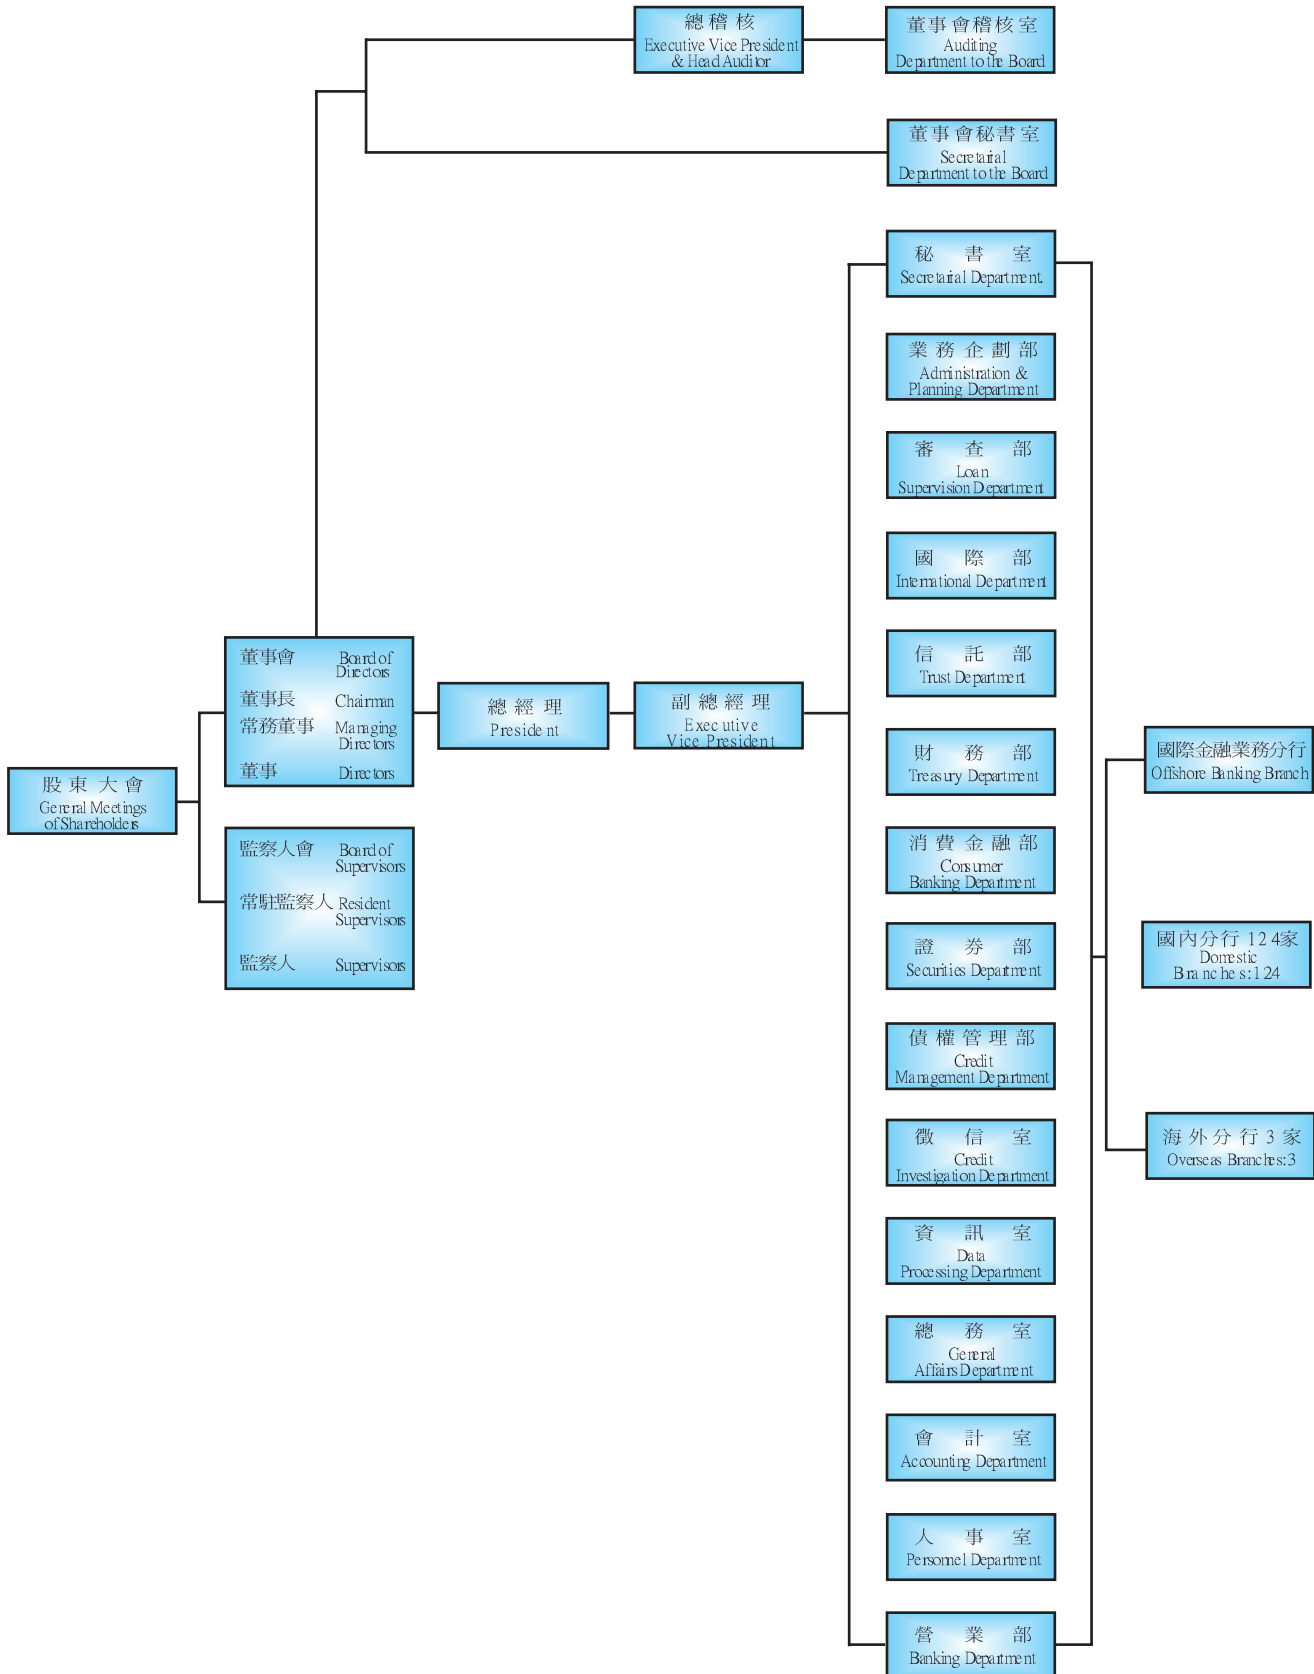 總稽核
Executive Vice President
& Head Auditor
董事會稽核室
Auditing
Department to the Board
董事會秘書室
Secretarial
Department to the Board
秘書室
Secretarial Department.
業務企劃部
Administration &
Planning Department
審查部
Loan
Supervision Department
國際部
International Department
信託部
Trust Department
財務部
Treasury Department
消費金融部
Consumer
Banking Department
證券部
Securities Department
債權管理部
Credit
Management Department
徵信室
Credit
Investigation Department
資訊室
Data
Processing Department
總務室
General
Affairs Department
會計室
Accounting Department
人事室
Personnel Department
營業部
Banking Department
股東大會
General Meetings
of Shareholders
董事會 Board of
Directors
董事長 Chairman
常務董事 Managing
Directors
董事 Directors
監察人會 Board of
Supervisors
常駐監察人 Resident
Supervisors
監察人 Supervisors
總經理
President
副總經理
Executive
Vice President
國際金融業務分行
Offshore Banking Branch
國內分行 124家
Domestic
Branches:124
海外分行 3 家
Overseas Branches:3